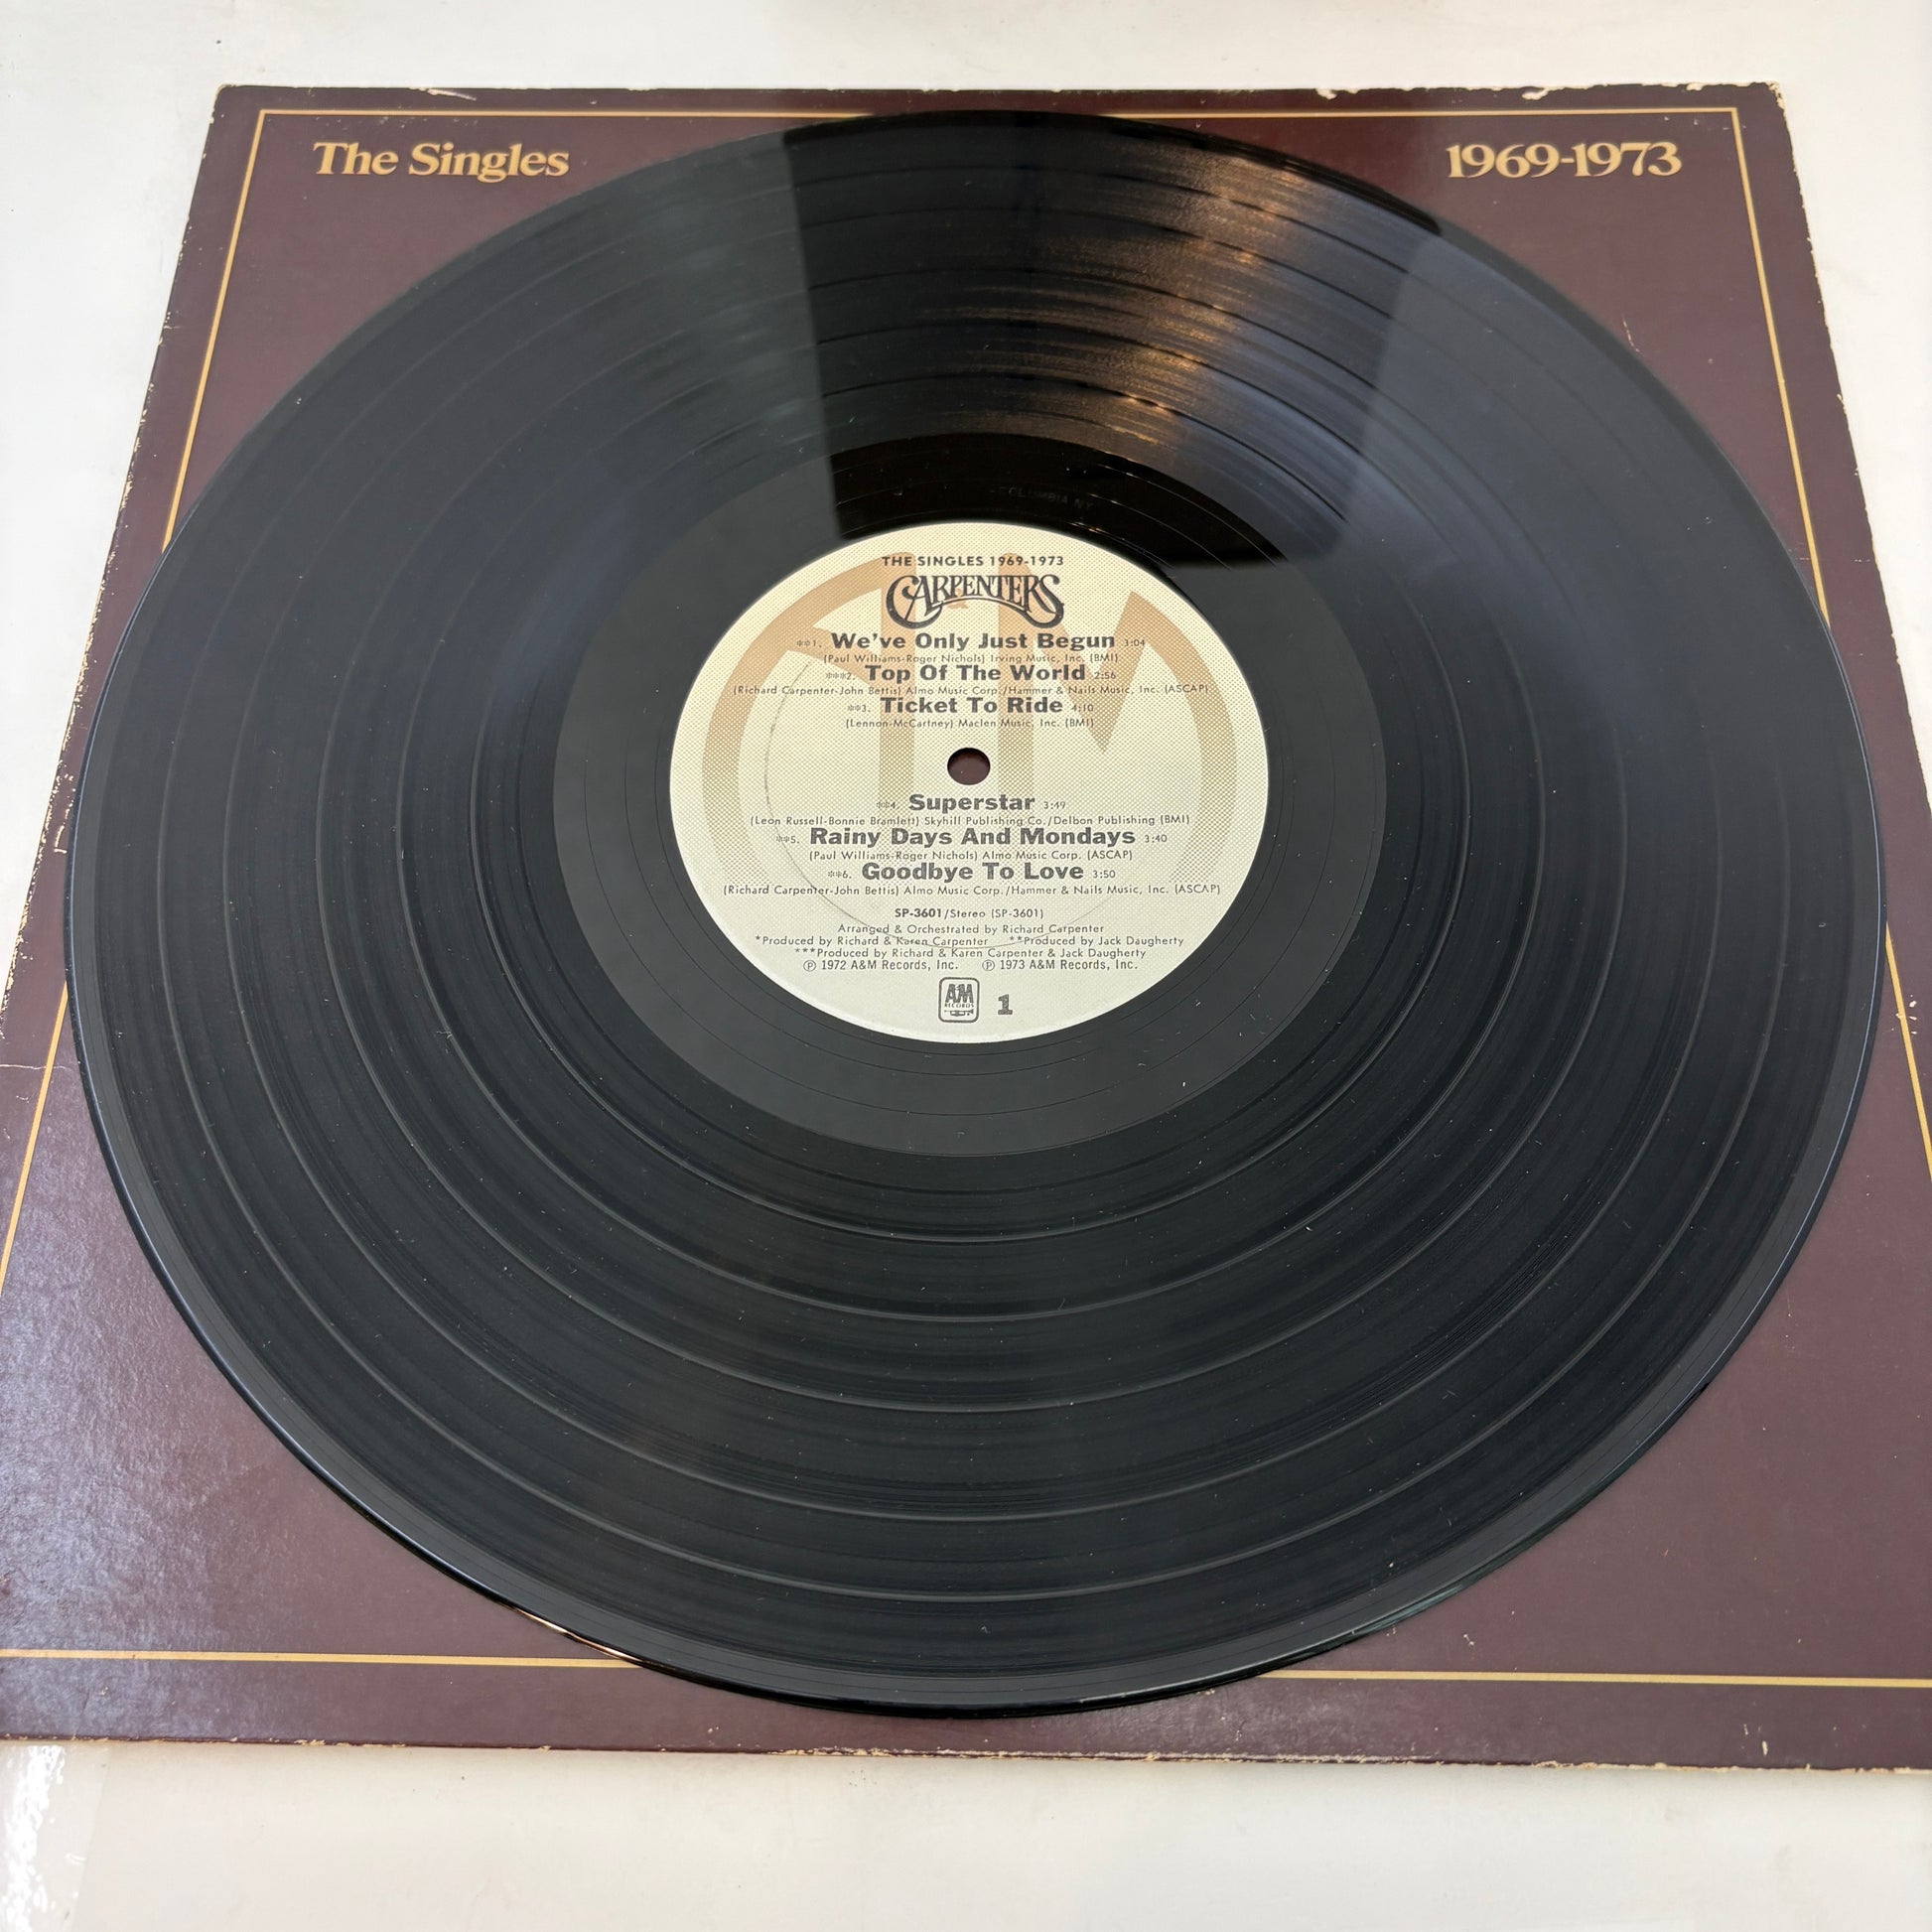 The Singles
1969-1973
COLUMBIA NY
THE SINGLES 1969-1973
CARPENTERS
**1. We've Only Just Begun 3:04
(Paul Williams-Roger Nichols) Irving Music, Inc. (BMI)
***2. Top Of The World 2:56
(Richard Carpenter-John Bettis) Almo Music Corp./Hammer & Nails Music, Inc. (ASCAP)
**3. Ticket To Ride 4:10
(Lennon-McCartney) Maclen Music, Inc. (BMI)
**4. Superstar 3:49
(Leon Russell-Bonnie Bramlett) Skyhill Publishing Co./Delbon Publishing (BMI)
**5. Rainy Days And Mondays 3:40
(Paul Williams-Roger Nichols) Almo Music Corp. (ASCAP)
**6. Goodbye To Love 3:50
(Richard Carpenter-John Bettis) Almo Music Corp./Hammer & Nails Music, Inc. (ASCAP)
SP-3601/Stereo (SP-3601)
Arranged & Orchestrated by Richard Carpenter
*Produced by Richard & Karen Carpenter **Produced by Jack Daugherty
***Produced by Richard & Karen Carpenter & Jack Daugherty
℗ 1972 A&M Records, Inc. ℗ 1973 A&M Records, Inc.
AM
RECORDS
1